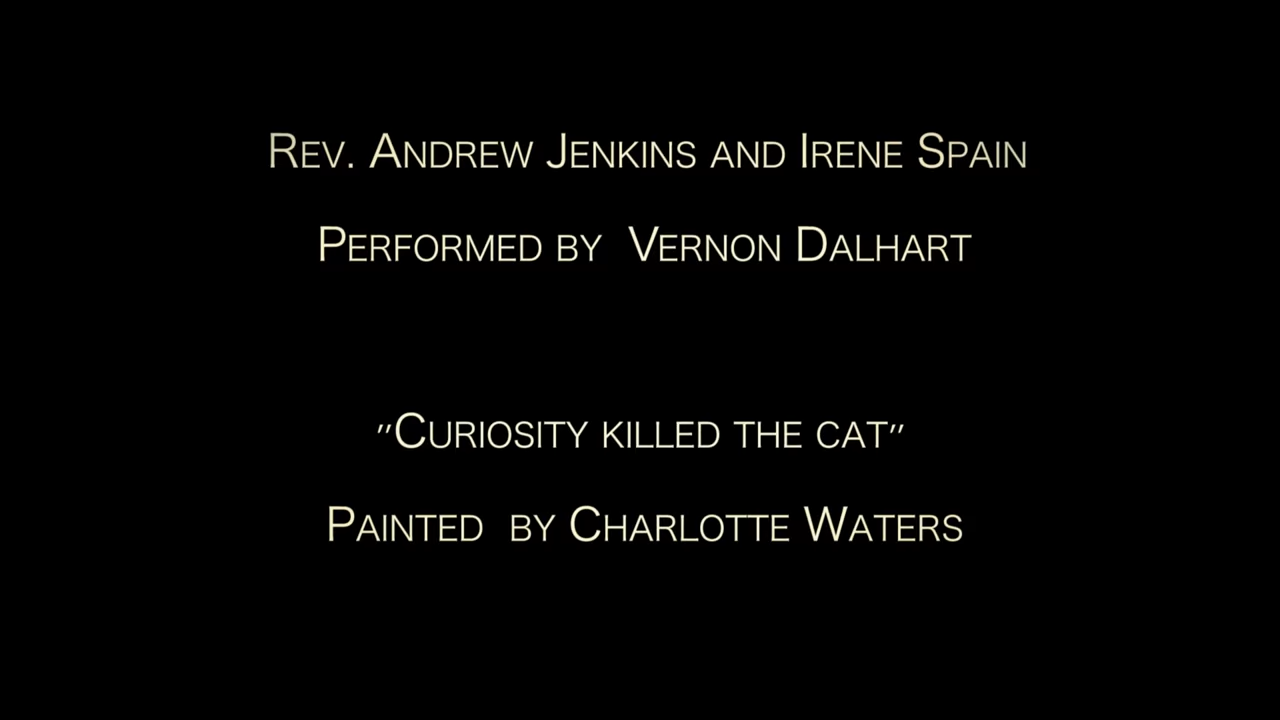 Rev. Andrew Jenkins and Irene Spain
Performed by  Vernon Dalhart
"Curiosity killed the cat"
Painted  by Charlotte Waters